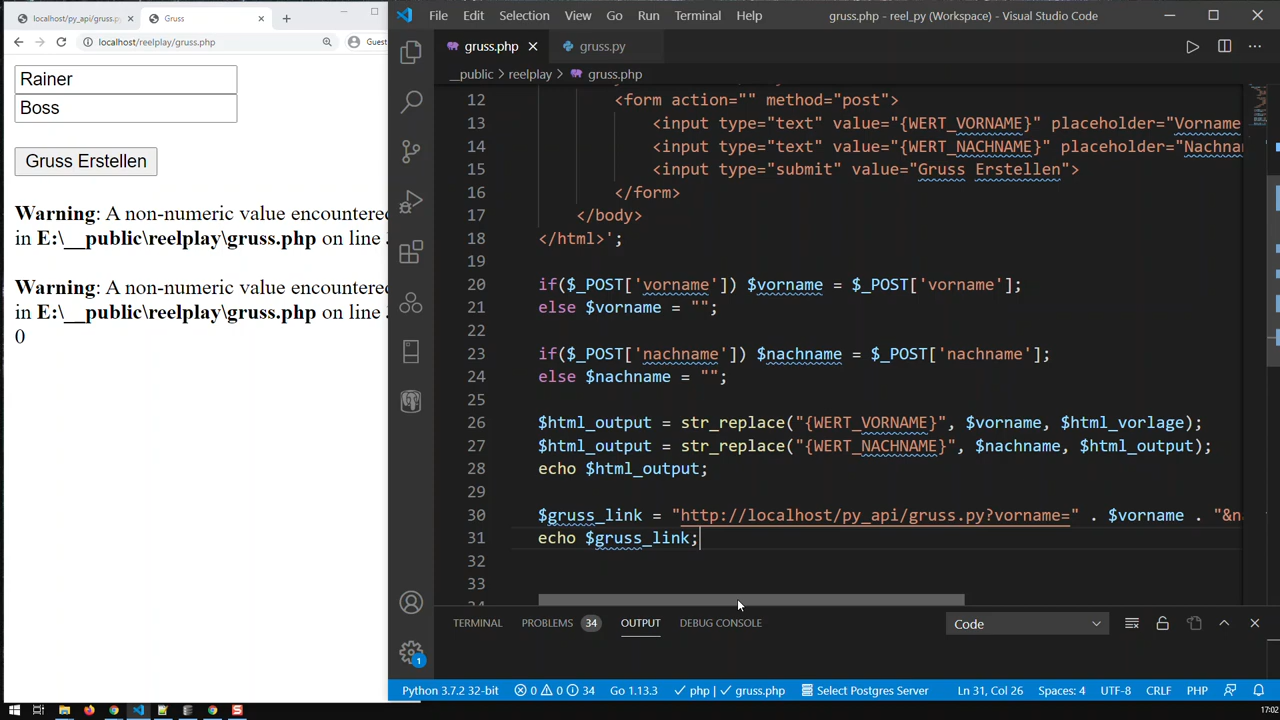 localhost/py_api/gruss.py
Gruss
localhost/reelplay/gruss.php
Guest
Rainer
Boss
Gruss Erstellen
Warning: A non-numeric value encountered
in E:\__public\reelplay\gruss.php on line
Warning: A non-numeric value encountered
in E:\__public\reelplay\gruss.php on line
0
File Edit Selection View Go Run Terminal Help
gruss.php - reel_py (Workspace) - Visual Studio Code
gruss.php
gruss.py
__public > reelplay > gruss.php
12 <form action="" method="post">
13 <input type="text" value="{WERT_VORNAME}" placeholder="Vorname
14 <input type="text" value="{WERT_NACHNAME}" placeholder="Nachnam
15 <input type="submit" value="Gruss Erstellen">
16 </form>
17 </body>
18 </html>';
19
20 if($_POST['vorname']) $vorname = $_POST['vorname'];
21 else $vorname = "";
22
23 if($_POST['nachname']) $nachname = $_POST['nachname'];
24 else $nachname = "";
25
26 $html_output = str_replace("{WERT_VORNAME}", $vorname, $html_vorlage);
27 $html_output = str_replace("{WERT_NACHNAME}", $nachname, $html_output);
28 echo $html_output;
29
30 $gruss_link = "http://localhost/py_api/gruss.py?vorname=" . $vorname . "&n
31 echo $gruss_link;
32
33
34
TERMINAL PROBLEMS 34 OUTPUT DEBUG CONSOLE
Code
1
Python 3.7.2 32-bit 0 0 34 Go 1.13.3 php | gruss.php Select Postgres Server Ln 31, Col 26 Spaces: 4 UTF-8 CRLF PHP
17:02